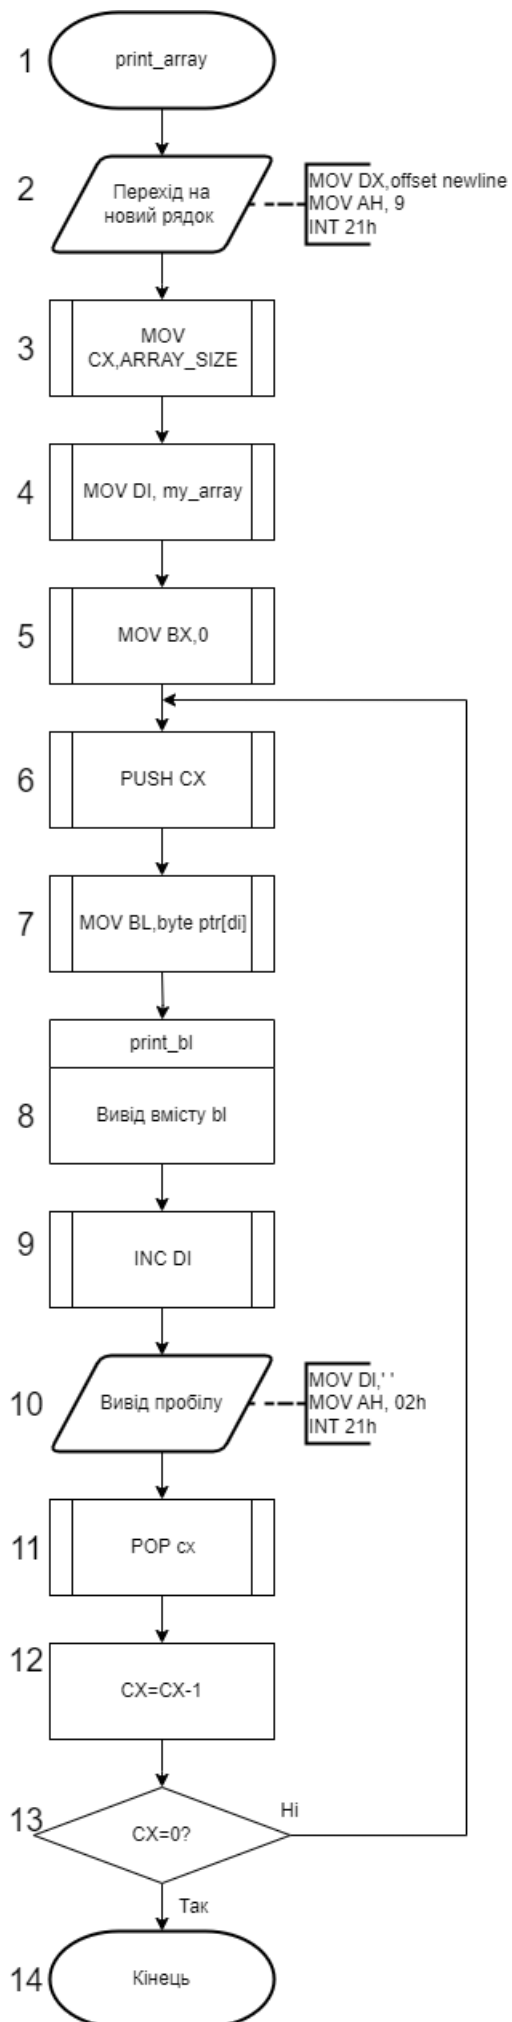 1
print_array
2
Перехід на
новий рядок
MOV DX,offset newline
MOV AH, 9
INT 21h
3
MOV
CX,ARRAY_SIZE
4
MOV DI, my_array
5
MOV BX,0
6
PUSH CX
7
MOV BL,byte ptr[di]
print_bl
8
Вивід вмісту bl
9
INC DI
10
Вивід пробілу
MOV DI,' '
MOV AH, 02h
INT 21h
11
POP cx
12
CX=CX-1
13
CX=0?
Ні
Так
14
Кінець